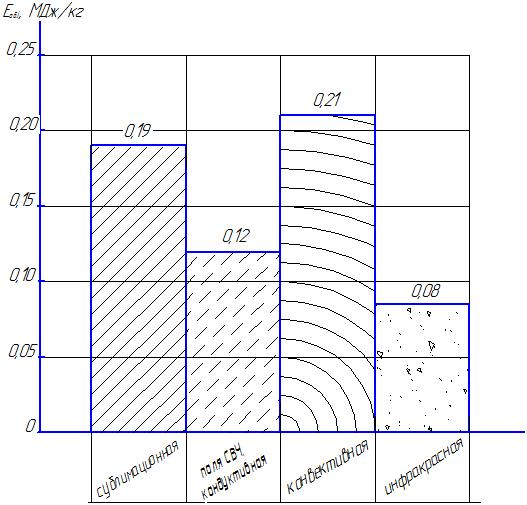 Eоби, МДж/кг
0,25
0,20
0,15
0,10
0,05
0
0,19
0,12
0,21
0,08
сублимационная
поля СВЧ,
кондуктивная
конвективная
инфракрасная